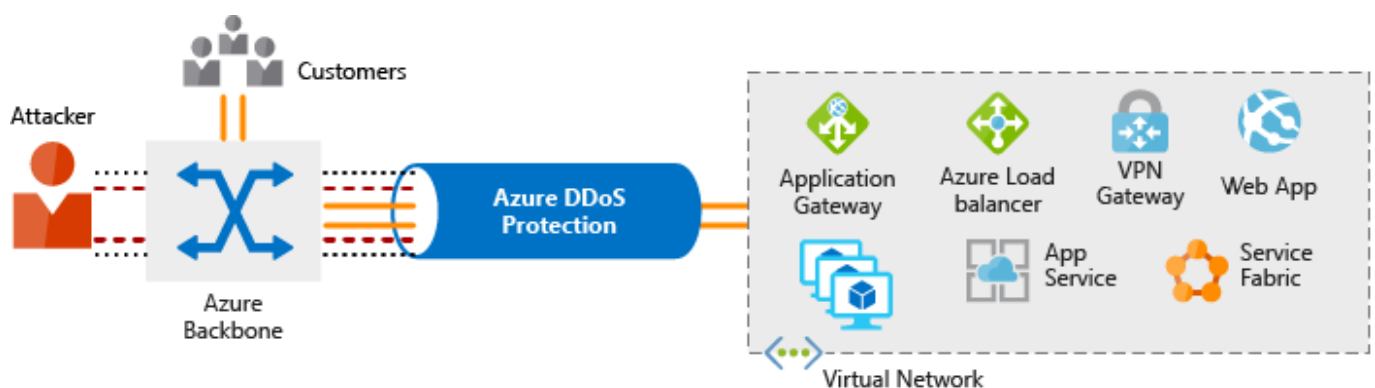 Customers
Attacker
Azure
Backbone
Azure DDoS
Protection
Application
Gateway
Azure Load
balancer
VPN
Gateway
Web App
App
Service
Service
Fabric
Virtual Network